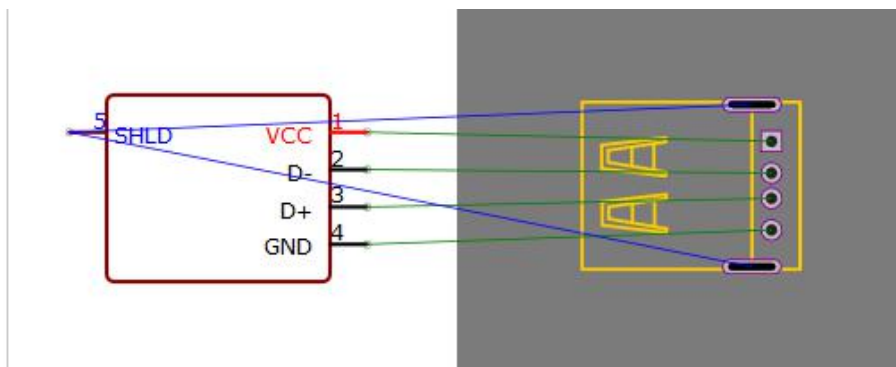 5 SHLD VCC 1
D- 2
D+ 3
GND 4
A
A